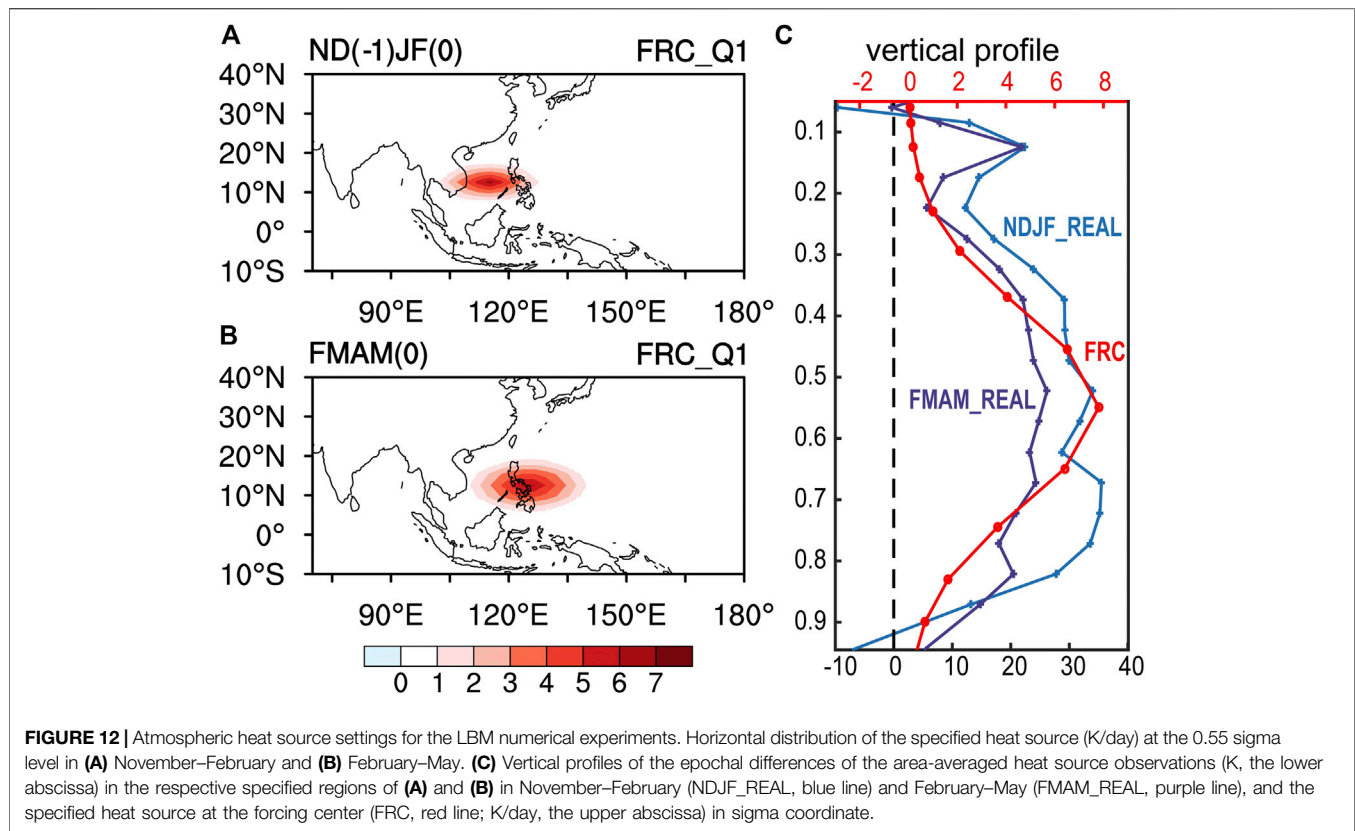 A
ND(-1)JF(0) FRC_Q1
40°N
30°N
20°N
10°N
0°
10°S
90°E 120°E 150°E 180°
B
FMAM(0) FRC_Q1
40°N
30°N
20°N
10°N
0°
10°S
90°E 120°E 150°E 180°
0 1 2 3 4 5 6 7
C
vertical profile
-2 0 2 4 6 8
0.1
0.2
0.3
0.4
0.5
0.6
0.7
0.8
0.9
NDJF_REAL
FRC
FMAM_REAL
-10 0 10 20 30 40
FIGURE 12 | Atmospheric heat source settings for the LBM numerical experiments. Horizontal distribution of the specified heat source (K/day) at the 0.55 sigma
level in (A) November–February and (B) February–May. (C) Vertical profiles of the epochal differences of the area-averaged heat source observations (K, the lower
abscissa) in the respective specified regions of (A) and (B) in November–February (NDJF_REAL, blue line) and February–May (FMAM_REAL, purple line), and the
specified heat source at the forcing center (FRC, red line; K/day, the upper abscissa) in sigma coordinate.